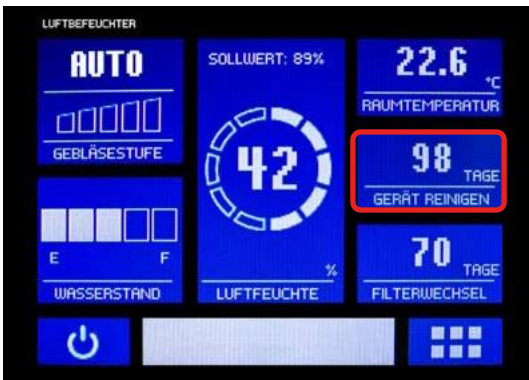 LUFTBEFEUCHTER
AUTO
GEBLÄSESTUFE
E F
WASSERSTAND
SOLLWERT: 89%
42
%
LUFTFEUCHTE
22.6 °C
RAUMTEMPERATUR
98 TAGE
GERÄT REINIGEN
70 TAGE
FILTERWECHSEL